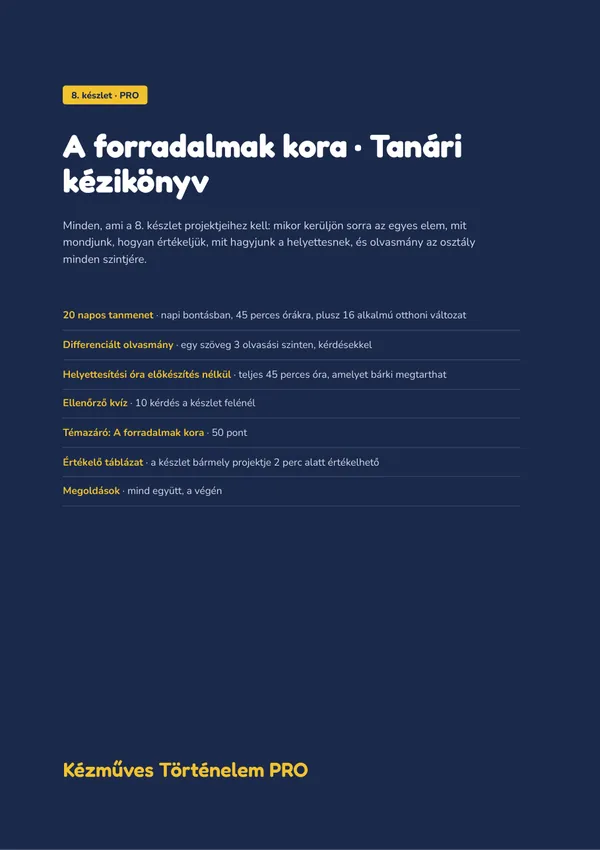 8. készlet · PRO
A forradalmak kora · Tanári
kézikönyv
Minden, ami a 8. készlet projektjeihez kell: mikor kerüljön sorra az egyes elem, mit
mondjunk, hogyan értékeljük, mit hagyjunk a helyettesnek, és olvasmány az osztály
minden szintjére.
20 napos tanmenet · napi bontásban, 45 perces órákra, plusz 16 alkalmú otthoni változat
Differenciált olvasmány · egy szöveg 3 olvasási szinten, kérdésekkel
Helyettesítési óra előkészítés nélkül · teljes 45 perces óra, amelyet bárki megtarthat
Ellenőrző kvíz · 10 kérdés a készlet felénél
Témazáró: A forradalmak kora · 50 pont
Értékelő táblázat · a készlet bármely projektje 2 perc alatt értékelhető
Megoldások · mind együtt, a végén
Kézműves Történelem PRO